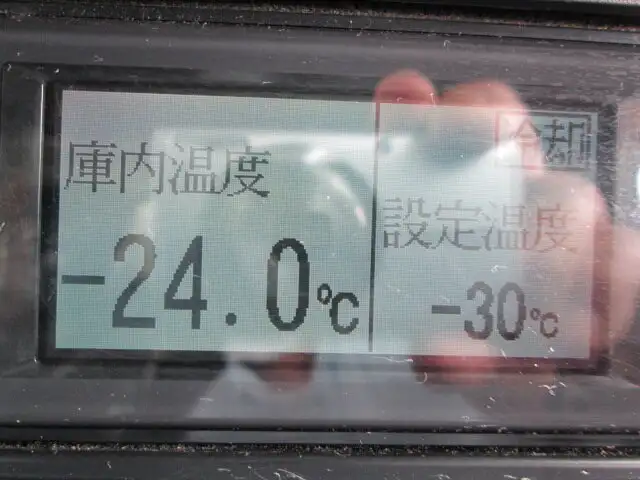 庫内温度
-24.0℃
冷却
設定温度
-30℃